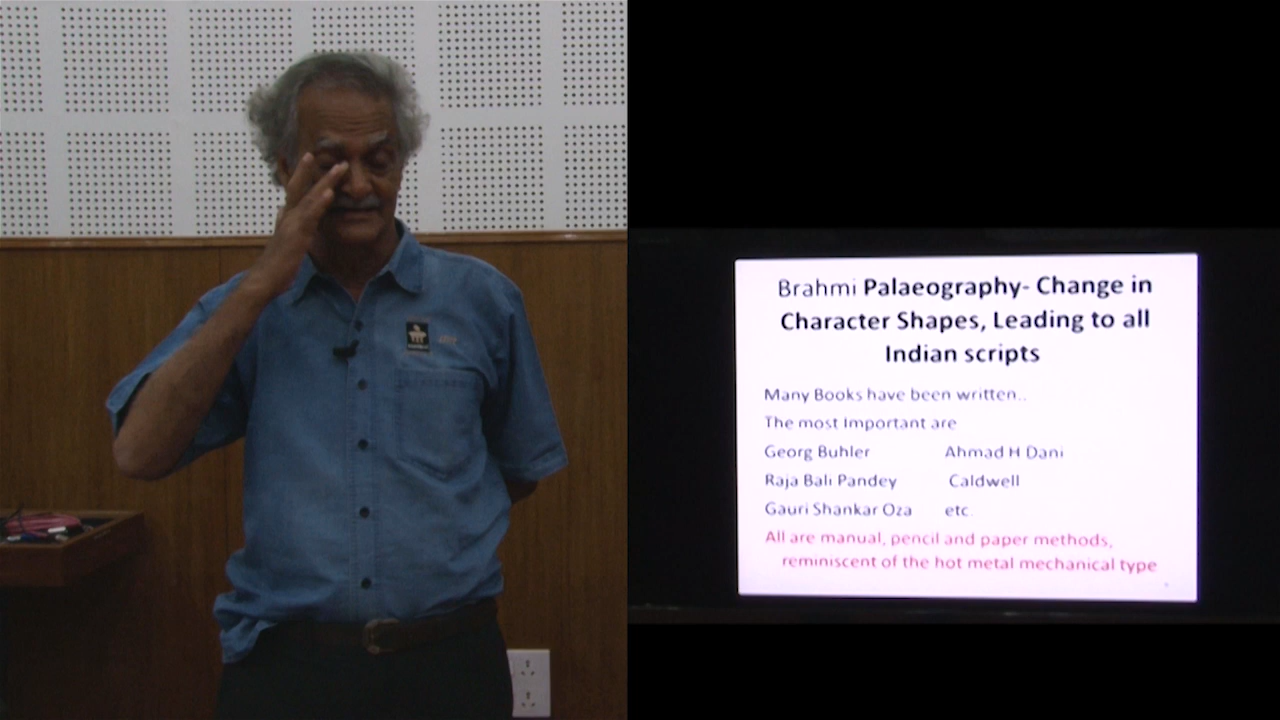 Brahmi Palaeography- Change in
Character Shapes, Leading to all
Indian scripts
Many Books have been written..
The most Important are
Georg Buhler Ahmad H Dani
Raja Bali Pandey Caldwell
Gauri Shankar Oza etc.
All are manual, pencil and paper methods,
reminiscent of the hot metal mechanical type